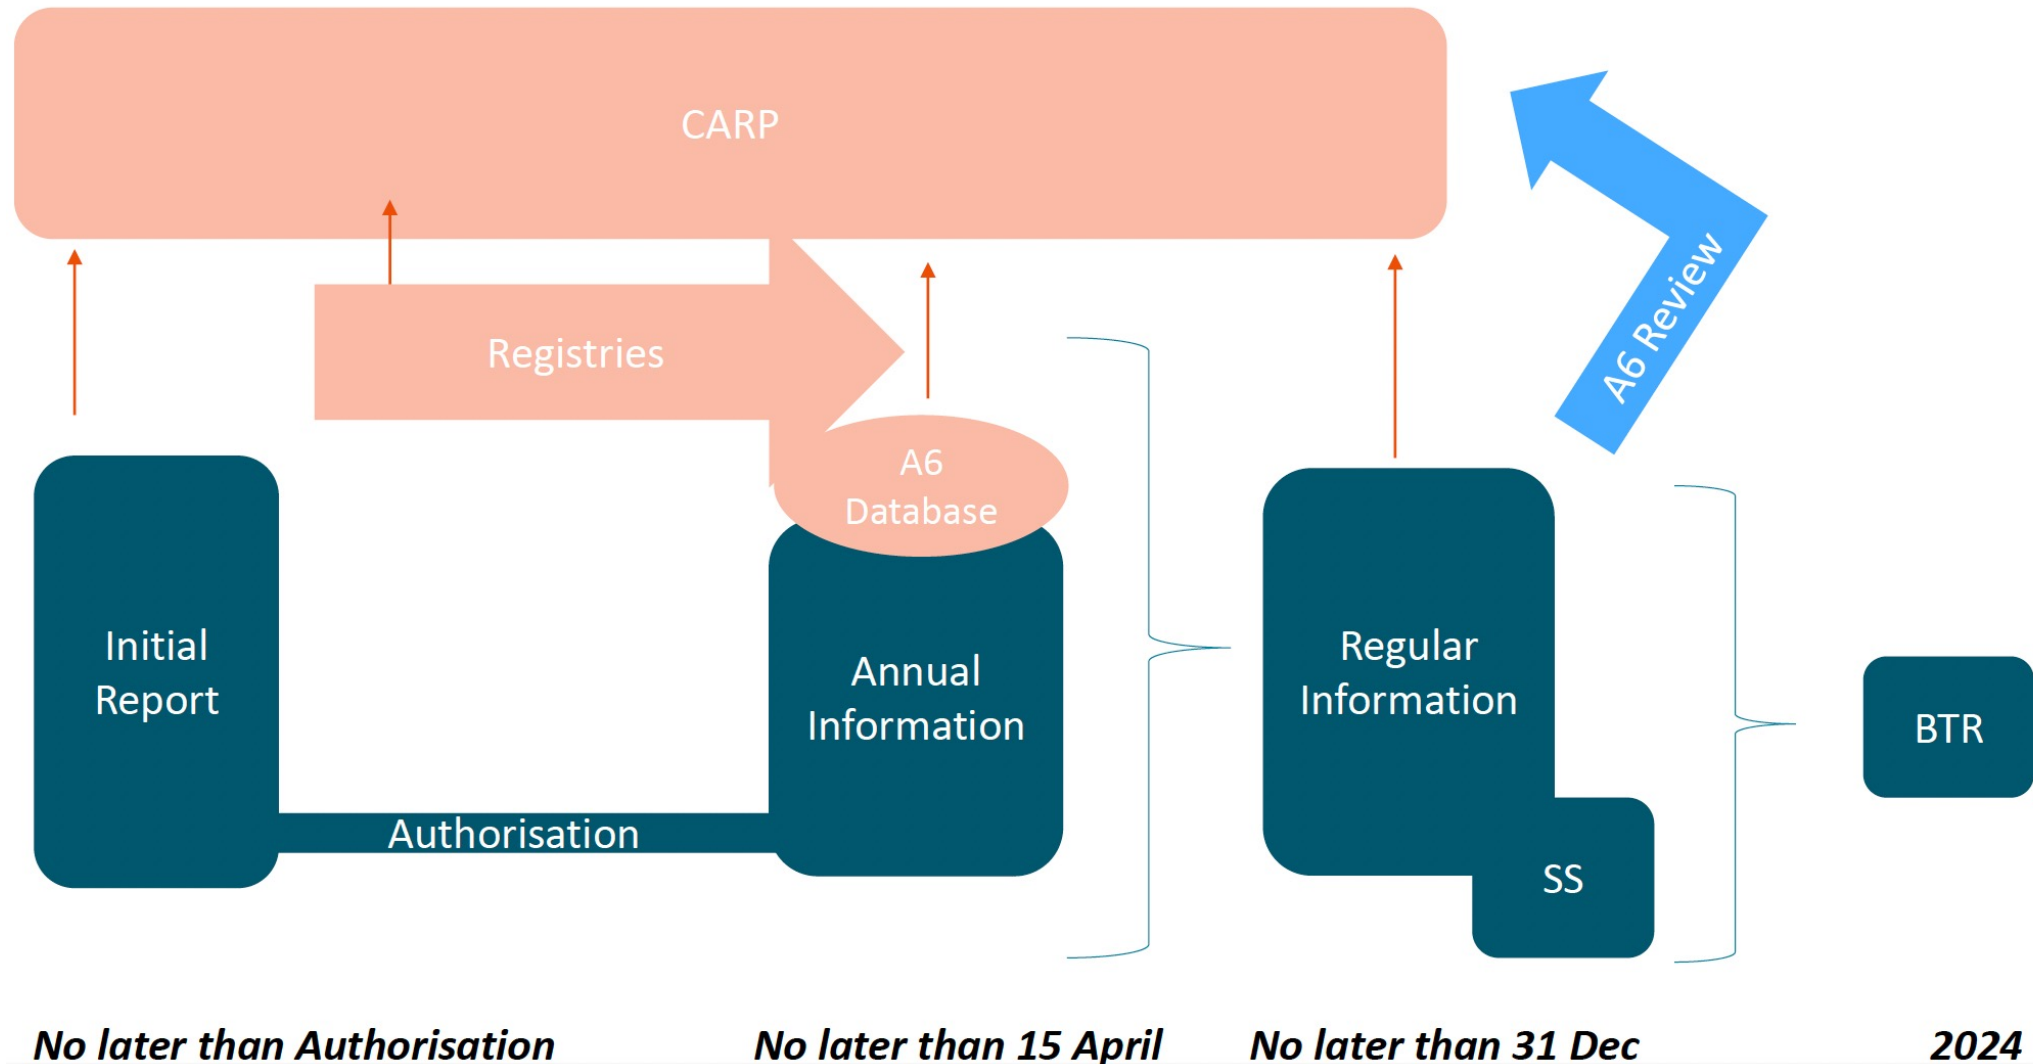 CARP
Registries
A6 Review
A6
Database
Initial
Report
Annual
Information
Regular
Information
BTR
Authorisation
SS
No later than Authorisation
No later than 15 April
No later than 31 Dec
2024